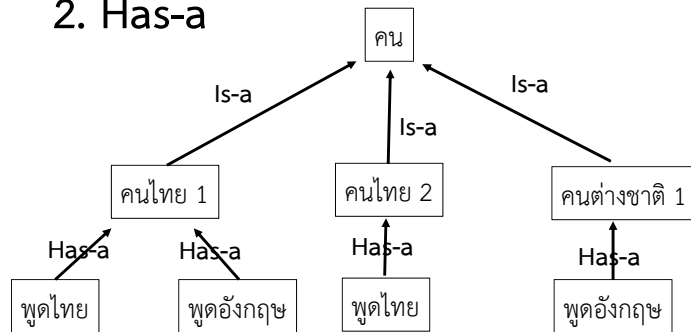 2. Has-a
คน
Is-a
Is-a
Is-a
คนไทย 1
คนไทย 2
คนต่างชาติ 1
Has-a
Has-a
Has-a
Has-a
พูดไทย
พูดอังกฤษ
พูดไทย
พูดอังกฤษ